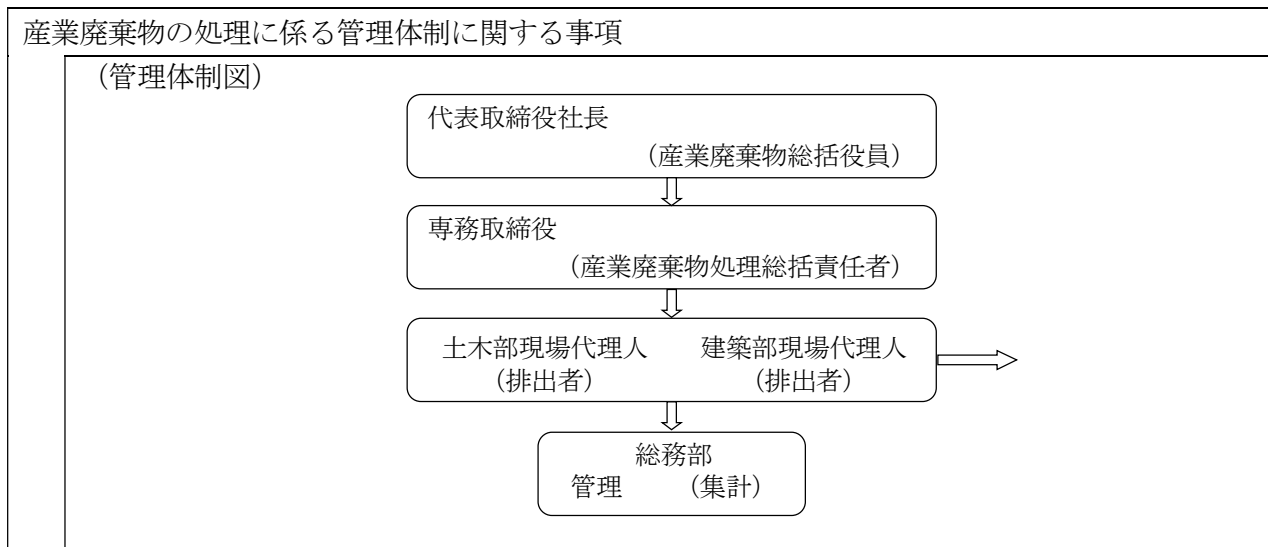 産業廃棄物の処理に係る管理体制に関する事項
（管理体制図）
代表取締役社長
（産業廃棄物総括役員）
専務取締役
（産業廃棄物処理総括責任者）
土木部現場代理人　　建築部現場代理人
（排出者）　　（排出者）
総務部
管理　　（集計）